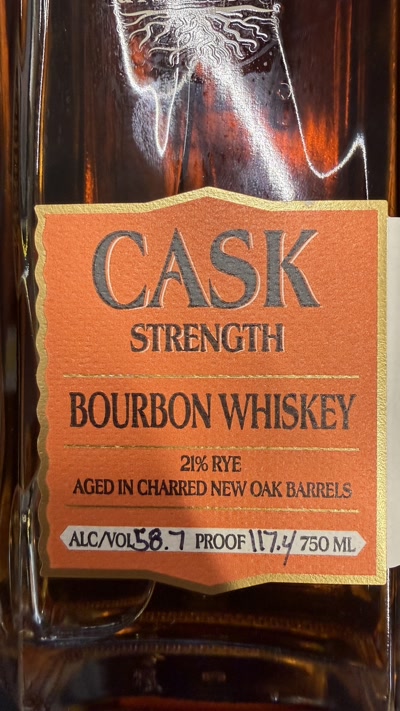 CASK
STRENGTH
BOURBON WHISKEY
21% RYE
AGED IN CHARRED NEW OAK BARRELS
ALC/VOL 58.7 PROOF 117.4 750 ML